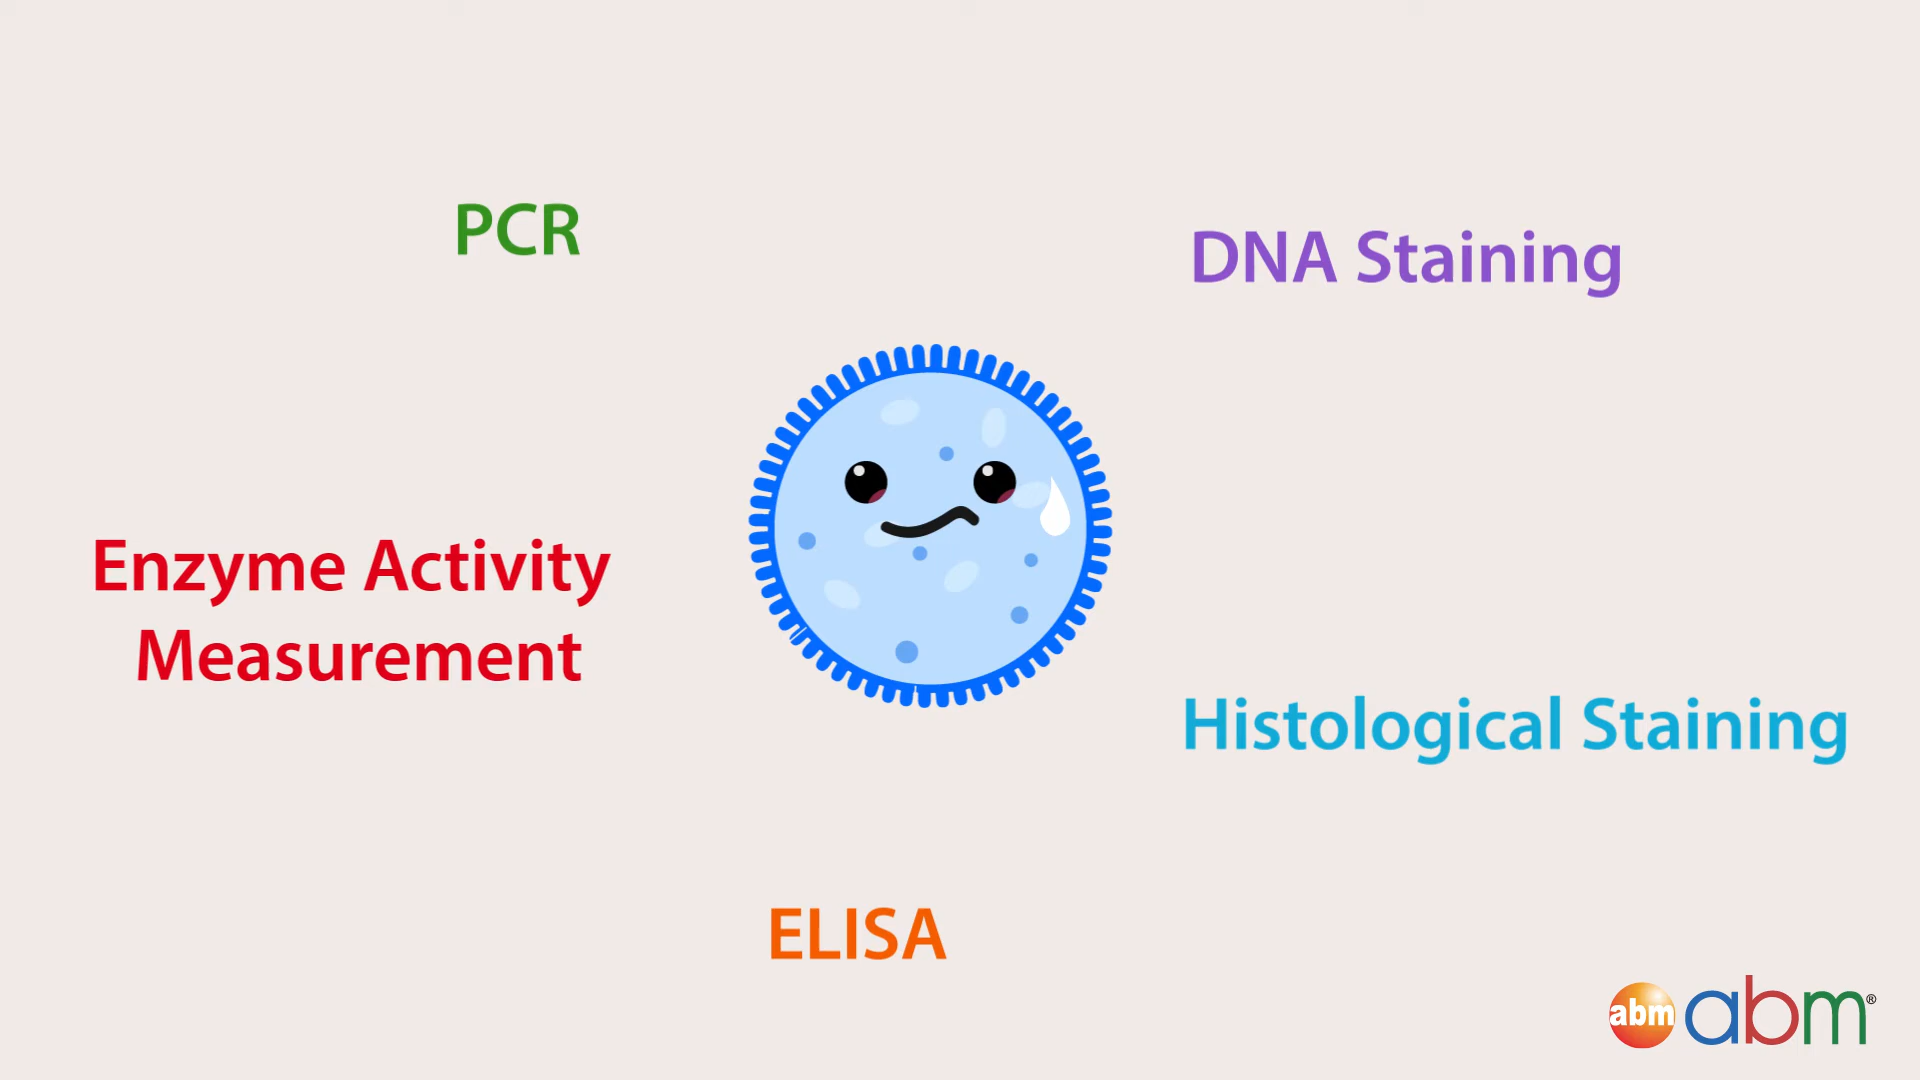 PCR
DNA Staining
Enzyme Activity
Measurement
Histological Staining
ELISA
abm abm®